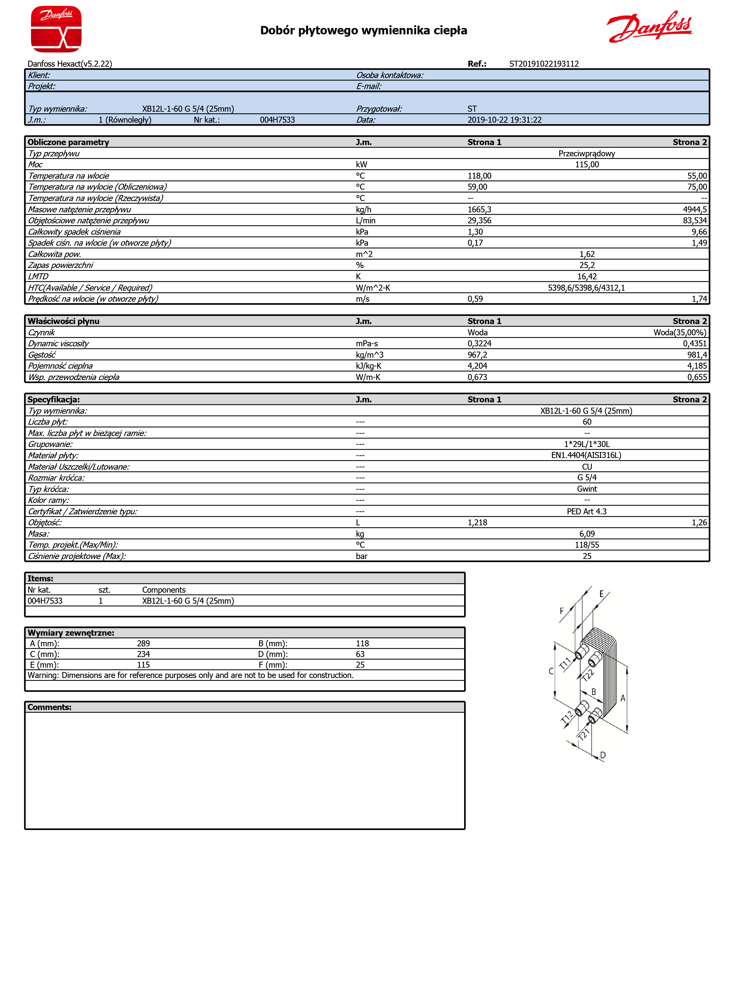 Danfoss
Dobór płytowego wymiennika ciepła
Danfoss
Danfoss Hexact(v5.2.22) Ref.: ST20191022193112
Klient: Osoba kontaktowa:
Projekt: E-mail:
Typ wymiennika: XB12L-1-60 G 5/4 (25mm) Przygotował: ST
J.m.: 1 (Równoległy) Nr kat.: 004H7533 Data: 2019-10-22 19:31:22
Obliczone parametry J.m. Strona 1 Strona 2
Typ przepływu Przeciwprądowy
Moc kW 115,00
Temperatura na wlocie °C 118,00 55,00
Temperatura na wylocie (Obliczeniowa) °C 59,00 75,00
Temperatura na wylocie (Rzeczywista) °C -- --
Masowe natężenie przepływu kg/h 1665,3 4944,5
Objętościowe natężenie przepływu L/min 29,356 83,534
Całkowity spadek ciśnienia kPa 1,30 9,66
Spadek ciśn. na wlocie (w otworze płyty) kPa 0,17 1,49
Całkowita pow. m^2 1,62
Zapas powierzchni % 25,2
LMTD K 16,42
HTC(Available / Service / Required) W/m^2-K 5398,6/5398,6/4312,1
Prędkość na wlocie (w otworze płyty) m/s 0,59 1,74
Właściwości płynu J.m. Strona 1 Strona 2
Czynnik Woda Woda(35,00%)
Dynamic viscosity mPa-s 0,3224 0,4351
Gęstość kg/m^3 967,2 981,4
Pojemność cieplna kJ/kg-K 4,204 4,185
Wsp. przewodzenia ciepła W/m-K 0,673 0,655
Specyfikacja: J.m. Strona 1 Strona 2
Typ wymiennika: XB12L-1-60 G 5/4 (25mm)
Liczba płyt: --- 60
Max. liczba płyt w bieżącej ramie: --- --
Grupowanie: --- 1*29L/1*30L
Materiał płyty: --- EN1.4404(AISI316L)
Materiał Uszczelki/Lutowane: --- CU
Rozmiar króćca: --- G 5/4
Typ króćca: --- Gwint
Kolor ramy: --- --
Certyfikat / Zatwierdzenie typu: --- PED Art 4.3
Objętość: L 1,218 1,26
Masa: kg 6,09
Temp. projekt.(Max/Min): °C 118/55
Ciśnienie projektowe (Max): bar 25
Items:
Nr kat. szt. Components
004H7533 1 XB12L-1-60 G 5/4 (25mm)
Wymiary zewnętrzne:
A (mm): 289 B (mm): 118
C (mm): 234 D (mm): 63
E (mm): 115 F (mm): 25
Warning: Dimensions are for reference purposes only and are not to be used for construction.
Comments:
E
F
T11
C
T22
B
A
T12
T21
D